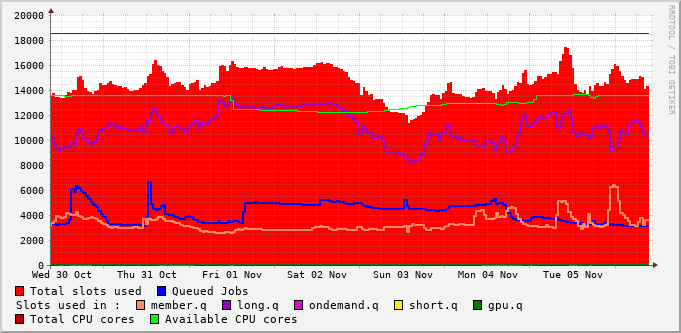 RRDTOOL / TOBI OETIKER
20000
18000
16000
14000
12000
10000
8000
6000
4000
2000
0
Wed 30 Oct Thu 31 Oct Fri 01 Nov Sat 02 Nov Sun 03 Nov Mon 04 Nov Tue 05 Nov
Total slots used Queued Jobs
Slots used in : member.q long.q ondemand.q short.q gpu.q
Total CPU cores Available CPU cores